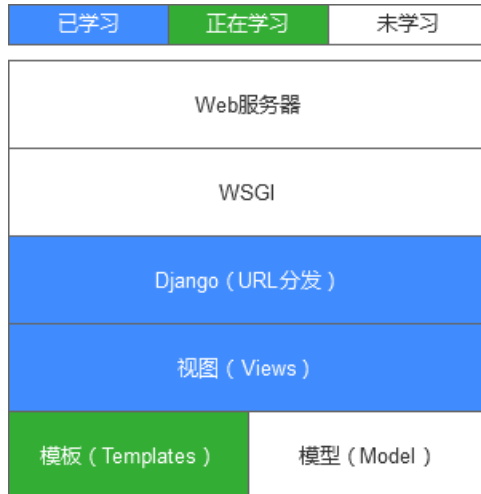 已学习 正在学习 未学习
Web服务器
WSGI
Django（URL分发）
视图（Views）
模板（Templates） 模型（Model）